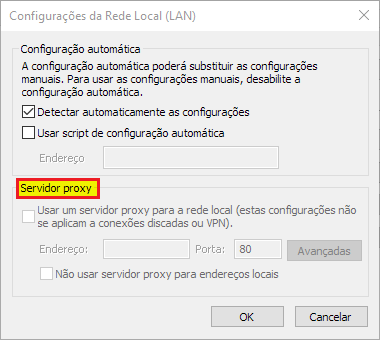 Configurações da Rede Local (LAN)
Configuração automática
A configuração automática poderá substituir as configurações
manuais. Para usar as configurações manuais, desabilite a
configuração automática.
Detectar automaticamente as configurações
Usar script de configuração automática
Endereço
Servidor proxy
Usar um servidor proxy para a rede local (estas configurações não
se aplicam a conexões discadas ou VPN).
Endereço: Porta: 80 Avançadas
Não usar servidor proxy para endereços locais
OK Cancelar